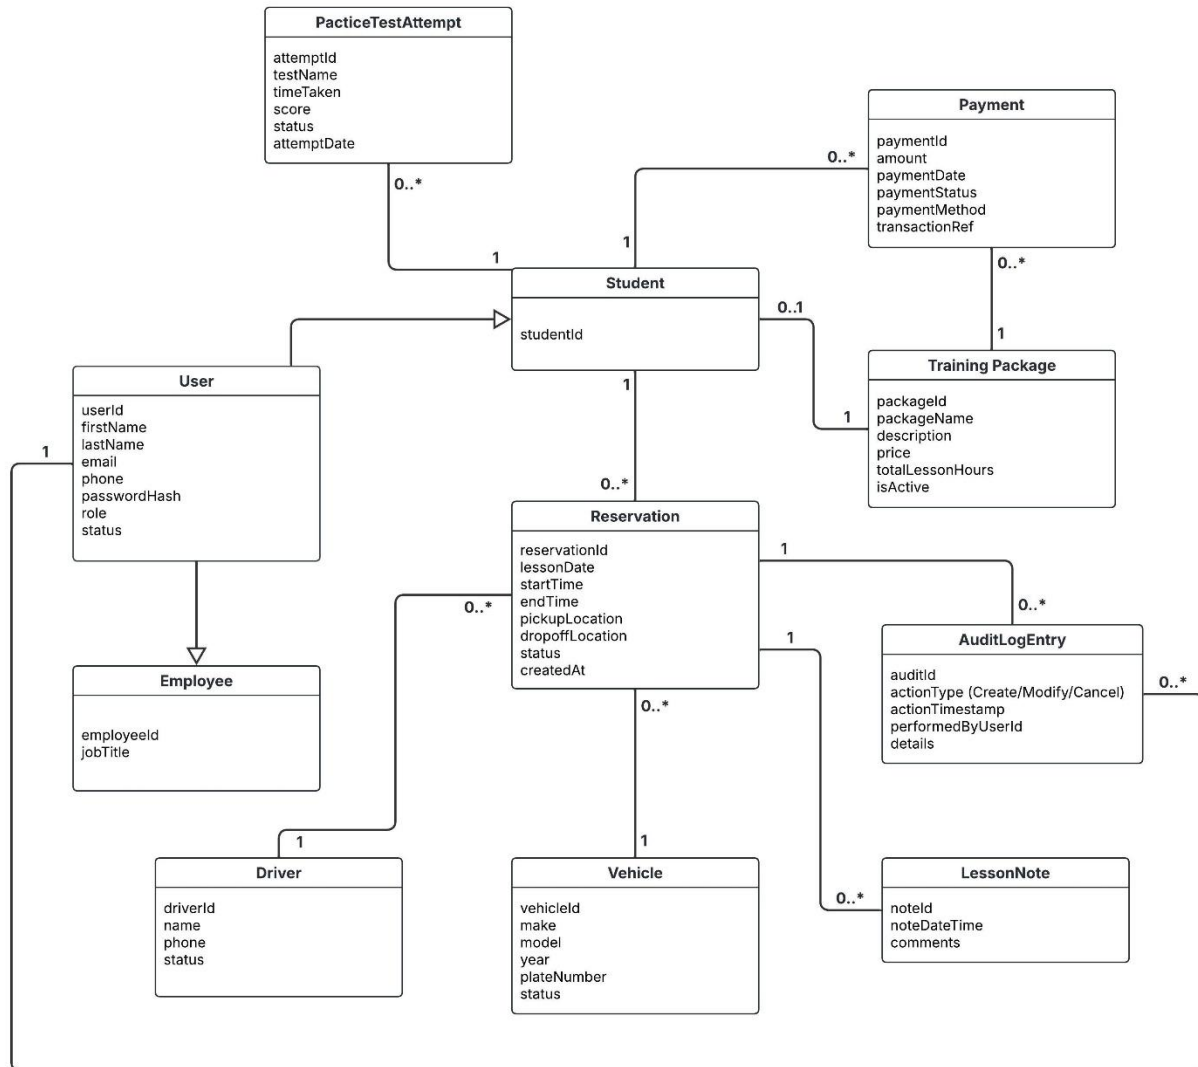 PacticeTestAttempt
attemptId
testName
timeTaken
score
status
attemptDate
0..*
1
Payment
paymentId
amount
paymentDate
paymentStatus
paymentMethod
transactionRef
0..*
1
0..*
1
Student
studentId
0..1
1
Training Package
packageId
packageName
description
price
totalLessonHours
isActive
User
userId
firstName
lastName
email
phone
passwordHash
role
status
1
1
0..*
Reservation
reservationId
lessonDate
startTime
endTime
pickupLocation
dropoffLocation
status
createdAt
0..*
1
0..*
1
1
0..*
AuditLogEntry
auditId
actionType (Create/Modify/Cancel)
actionTimestamp
performedByUserId
details
0..*
Employee
employeeId
jobTitle
Driver
driverId
name
phone
status
Vehicle
vehicleId
make
model
year
plateNumber
status
1
0..*
LessonNote
noteId
noteDateTime
comments